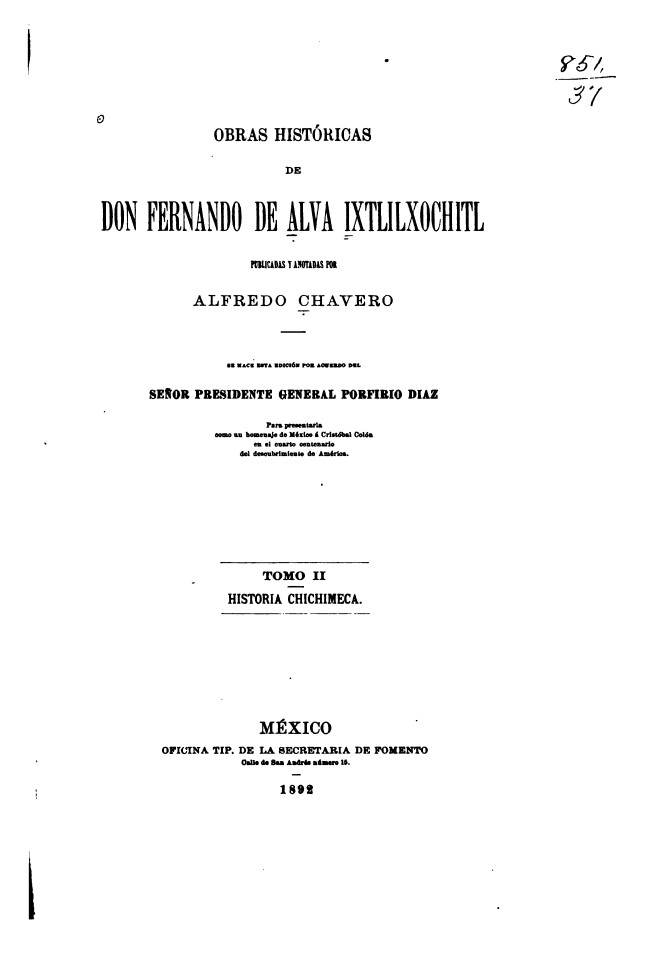 851,
37
OBRAS HISTÓRICAS
DE
DON FERNANDO DE ALVA IXTLILXOCHITL
PUBLICADAS Y ANOTADAS POR
ALFREDO CHAVERO
SE HACE ESTA EDICIÓN POR ACUERDO DEL
SEÑOR PRESIDENTE GENERAL PORFIRIO DIAZ
Para presentarla
como un homenaje de México á Cristóbal Colón
en el cuarto centenario
del descubrimiento de América.
TOMO II
HISTORIA CHICHIMECA.
MÉXICO
OFICINA TIP. DE LA SECRETARIA DE FOMENTO
Calle de San Andrés número 15.
1892